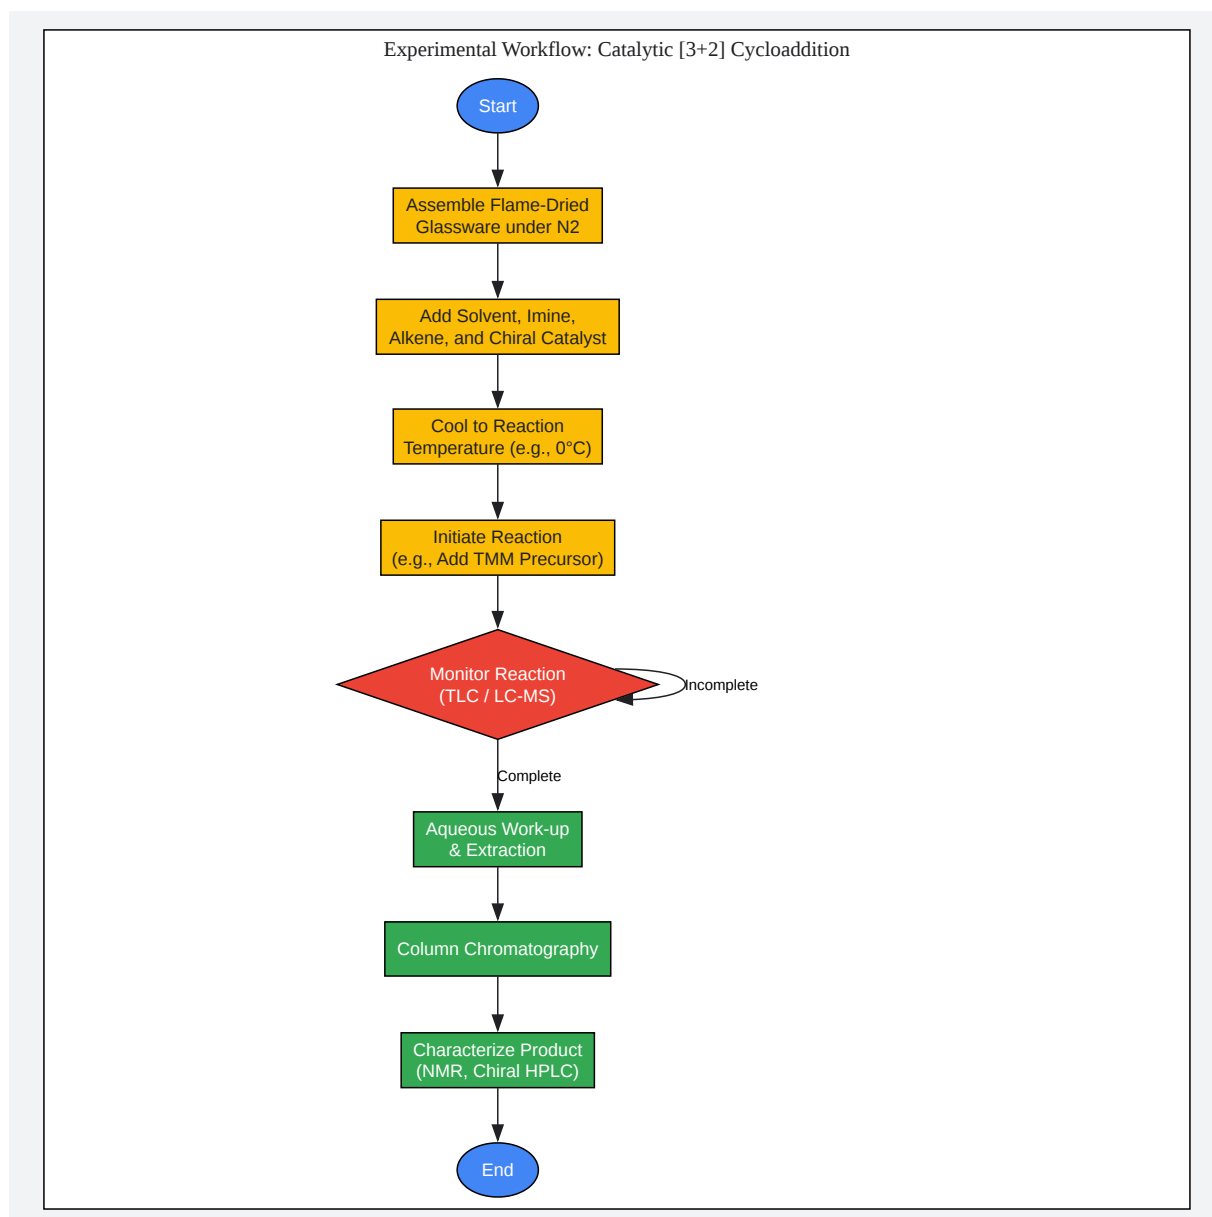 Experimental Workflow: Catalytic [3+2] Cycloaddition
Start
Assemble Flame-Dried
Glassware under N2
Add Solvent, Imine,
Alkene, and Chiral Catalyst
Cool to Reaction
Temperature (e.g., 0°C)
Initiate Reaction
(e.g., Add TMM Precursor)
Monitor Reaction
(TLC / LC-MS)
Incomplete
Complete
Aqueous Work-up
& Extraction
Column Chromatography
Characterize Product
(NMR, Chiral HPLC)
End